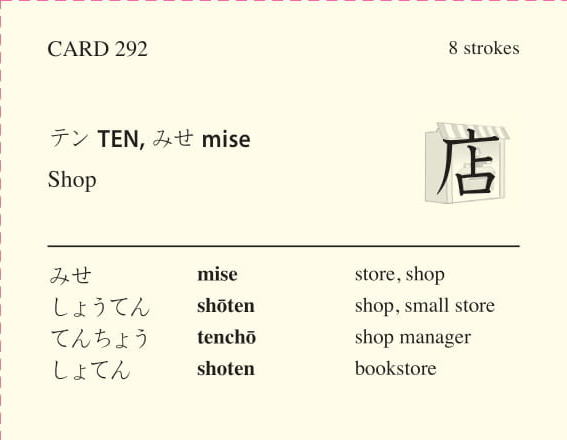 CARD 292
8 strokes
テン TEN, みせ mise
Shop
店
みせ mise store, shop
しょうてん shōten shop, small store
てんちょう tenchō shop manager
しょてん shoten bookstore